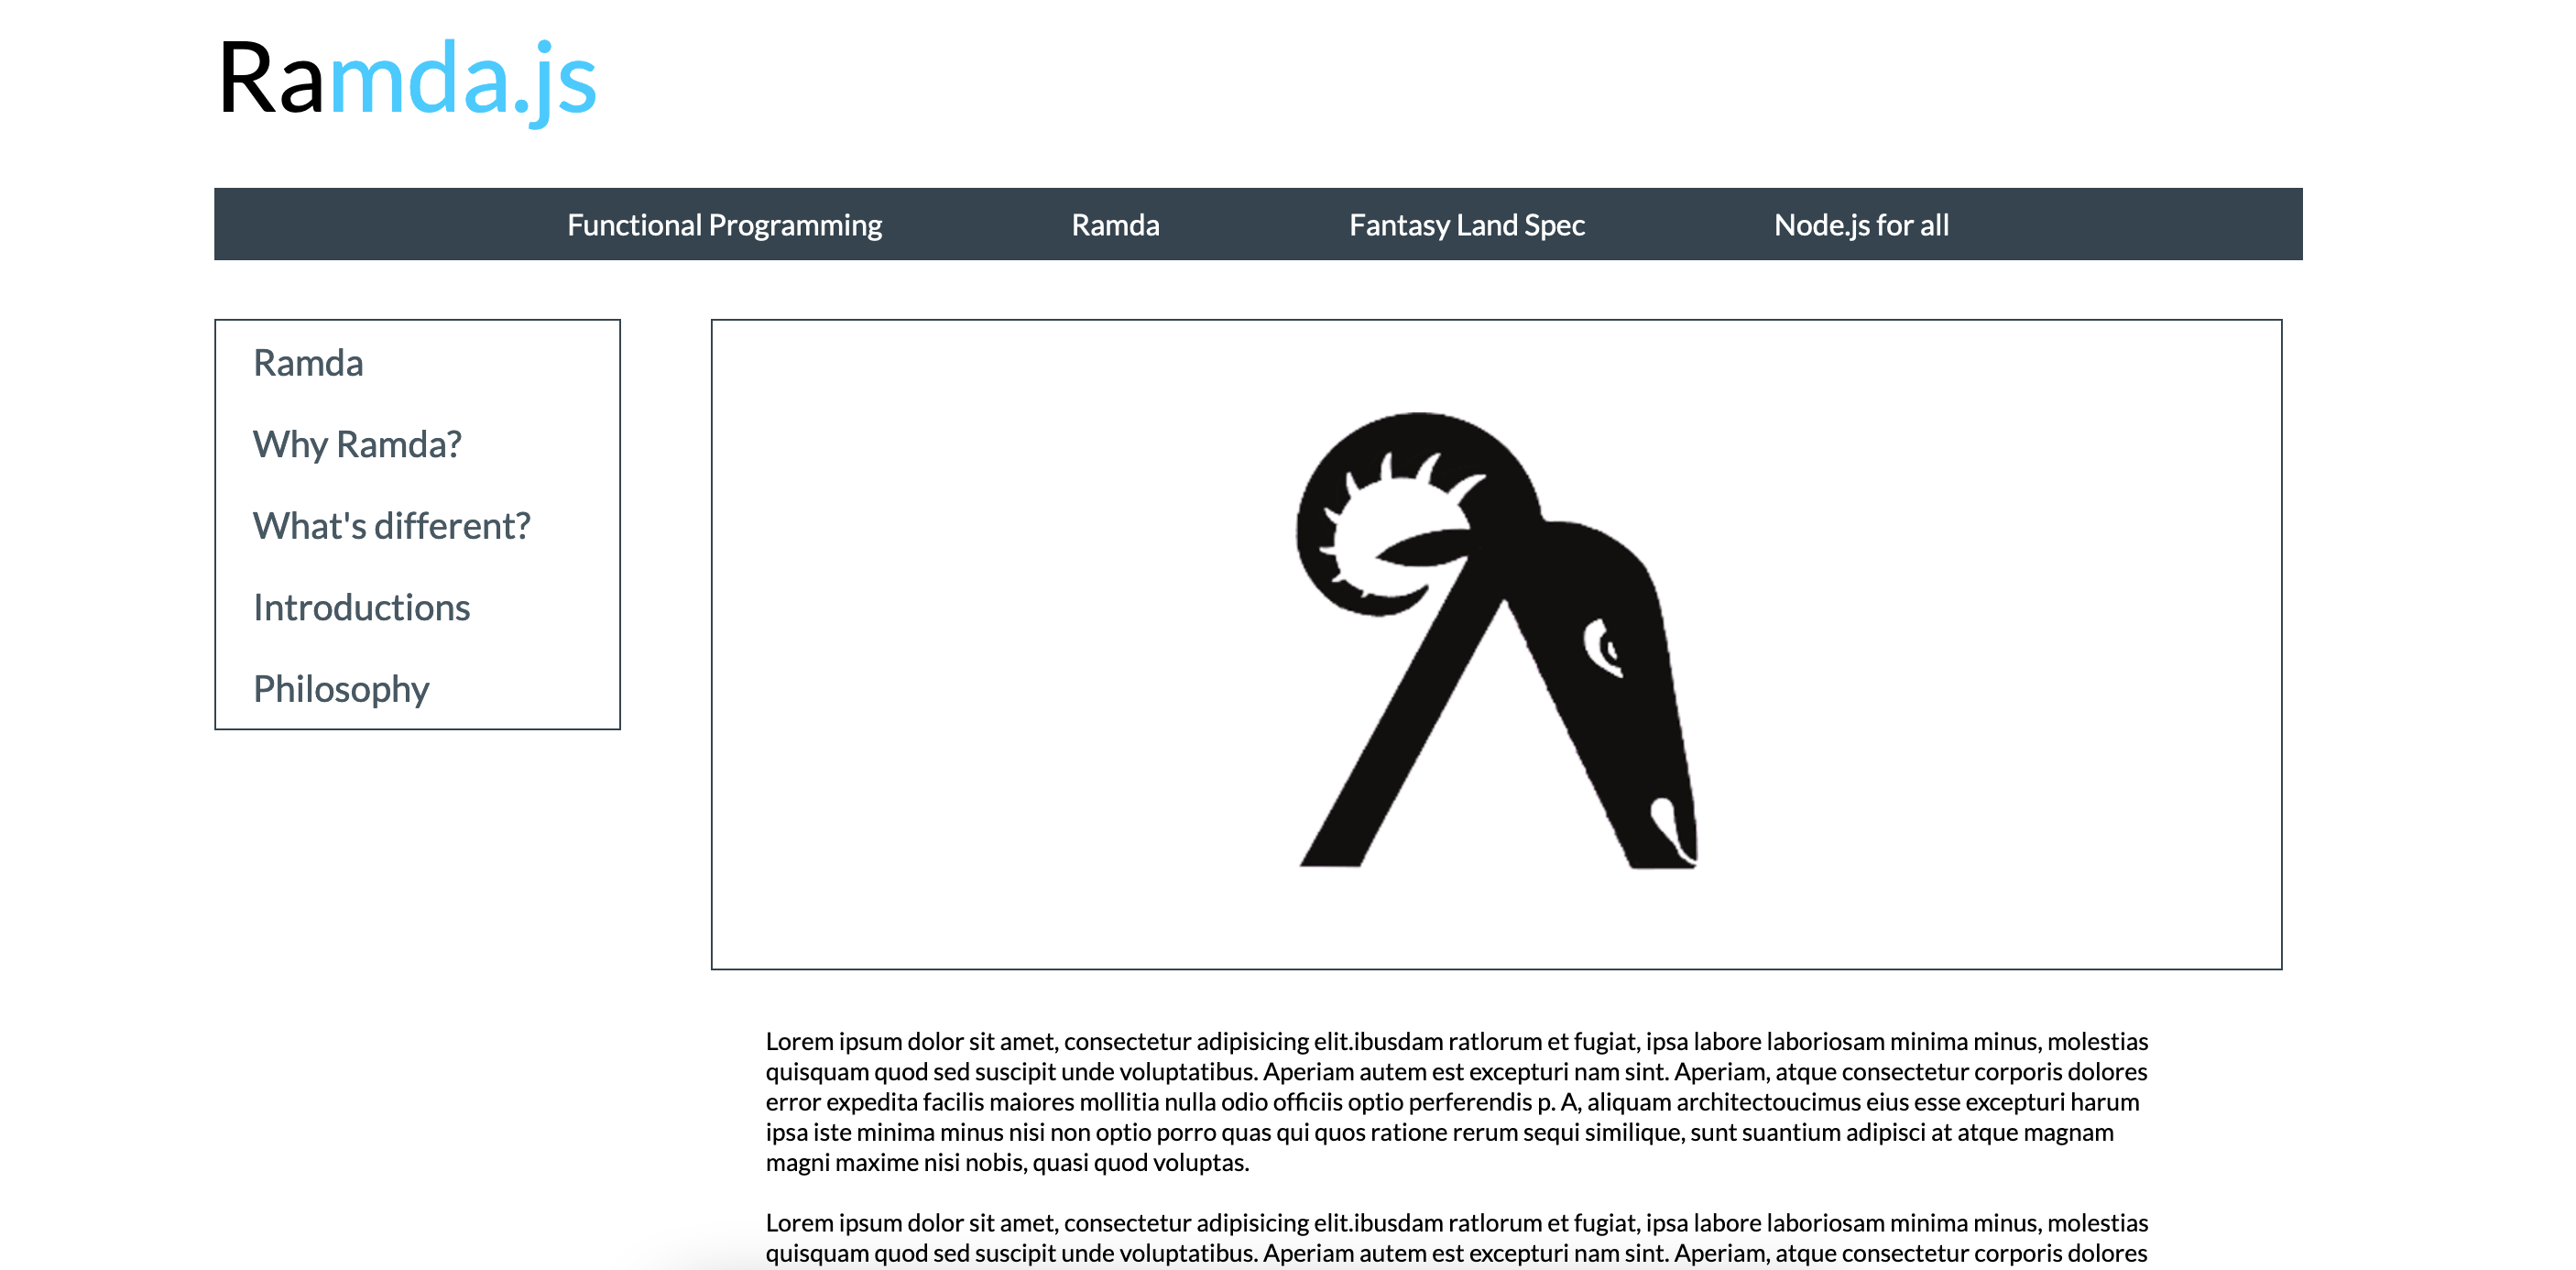 Ramda.js
Functional Programming Ramda Fantasy Land Spec Node.js for all
Ramda
Why Ramda?
What's different?
Introductions
Philosophy
Lorem ipsum dolor sit amet, consectetur adipisicing elit.ibusdam ratlorum et fugiat, ipsa labore laboriosam minima minus, molestias
quisquam quod sed suscipit unde voluptatibus. Aperiam autem est excepturi nam sint. Aperiam, atque consectetur corporis dolores
error expedita facilis maiores mollitia nulla odio officiis optio perferendis p. A, aliquam architectoucimus eius esse excepturi harum
ipsa iste minima minus nisi non optio porro quas qui quos ratione rerum sequi similique, sunt suantium adipisci at atque magnam
magni maxime nisi nobis, quasi quod voluptas.
Lorem ipsum dolor sit amet, consectetur adipisicing elit.ibusdam ratlorum et fugiat, ipsa labore laboriosam minima minus, molestias
quisquam quod sed suscipit unde voluptatibus. Aperiam autem est excepturi nam sint. Aperiam, atque consectetur corporis dolores